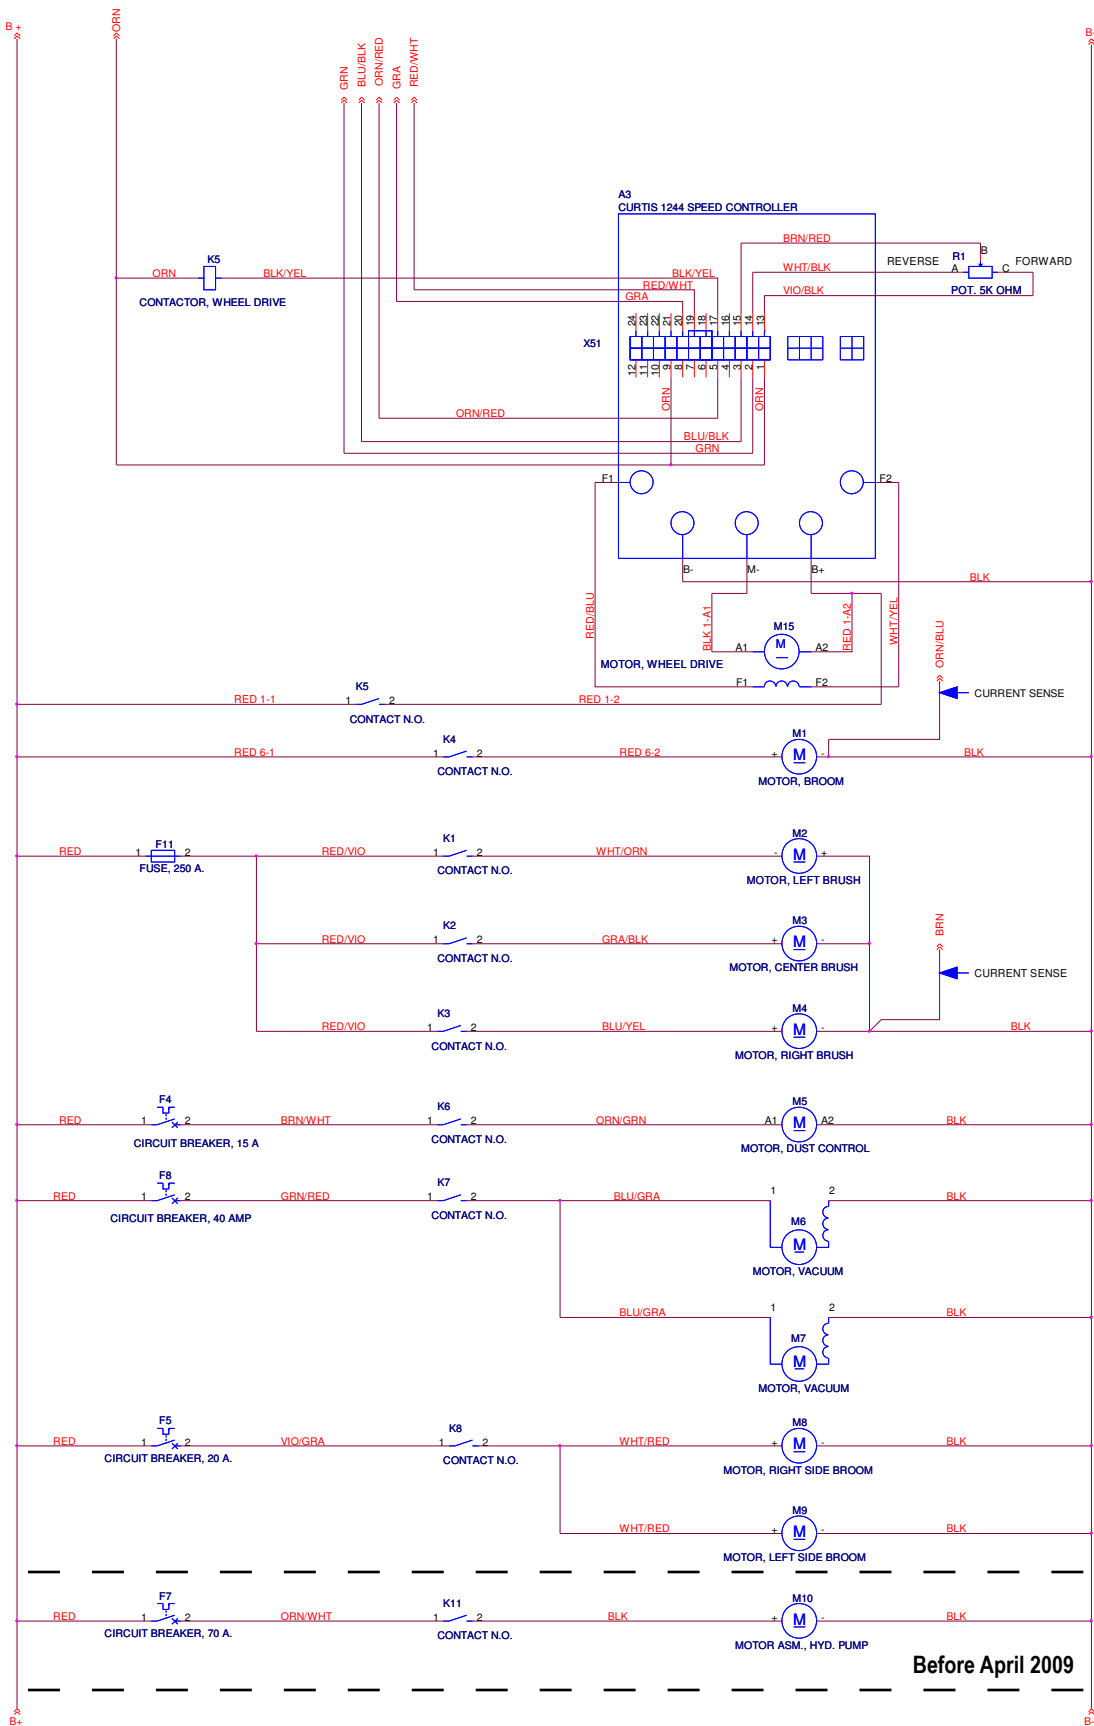 B +
ORN
GRN
BLU/BLK
ORN/RED
GRA
RED/WHT
B-
A3
CURTIS 1244 SPEED CONTROLLER
BRN/RED
B
K5
ORN
BLK/YEL
BLK/YEL
WHT/BLK
REVERSE
A
R1
C
FORWARD
CONTACTOR, WHEEL DRIVE
RED/WHT
GRA
VIO/BLK
POT. 5K OHM
24 23 22 21 20 19 18 17 16 15 14 13
X51
12 11 10 9 8 7 6 5 4 3 2 1
ORN
ORN
ORN/RED
BLU/BLK
GRN
F1
F2
B-
M-
B+
BLK
RED/BLU
BLK 1-A1
M15
M
RED 1-A2
WHT/YEL
ORN/BLU
A1
A2
MOTOR, WHEEL DRIVE
F1
F2
CURRENT SENSE
RED 1-1
K5
1 2
RED 1-2
CONTACT N.O.
RED 6-1
K4
1 2
RED 6-2
M1
+ M -
BLK
CONTACT N.O.
MOTOR, BROOM
RED
F11
1 2
RED/VIO
K1
1 2
WHT/ORN
M2
- M +
FUSE, 250 A.
CONTACT N.O.
MOTOR, LEFT BRUSH
RED/VIO
K2
1 2
GRA/BLK
M3
+ M -
BRN
CONTACT N.O.
MOTOR, CENTER BRUSH
CURRENT SENSE
RED/VIO
K3
1 2
BLU/YEL
M4
+ M -
BLK
CONTACT N.O.
MOTOR, RIGHT BRUSH
RED
F4
1 2
BRN/WHT
K6
1 2
ORN/GRN
M5
A1 M A2
BLK
CIRCUIT BREAKER, 15 A
CONTACT N.O.
MOTOR, DUST CONTROL
RED
F8
1 2
GRN/RED
K7
1 2
BLU/GRA
1 2
BLK
CIRCUIT BREAKER, 40 AMP
CONTACT N.O.
M6
M
MOTOR, VACUUM
BLU/GRA
1 2
BLK
M7
M
MOTOR, VACUUM
RED
F5
1 2
VIO/GRA
K8
1 2
WHT/RED
M8
+ M -
BLK
CIRCUIT BREAKER, 20 A.
CONTACT N.O.
MOTOR, RIGHT SIDE BROOM
WHT/RED
M9
+ M -
BLK
MOTOR, LEFT SIDE BROOM
RED
F7
1 2
ORN/WHT
K11
1 2
BLK
M10
+ M -
BLK
CIRCUIT BREAKER, 70 A.
CONTACT N.O.
MOTOR ASM., HYD. PUMP
Before April 2009
B+
B-